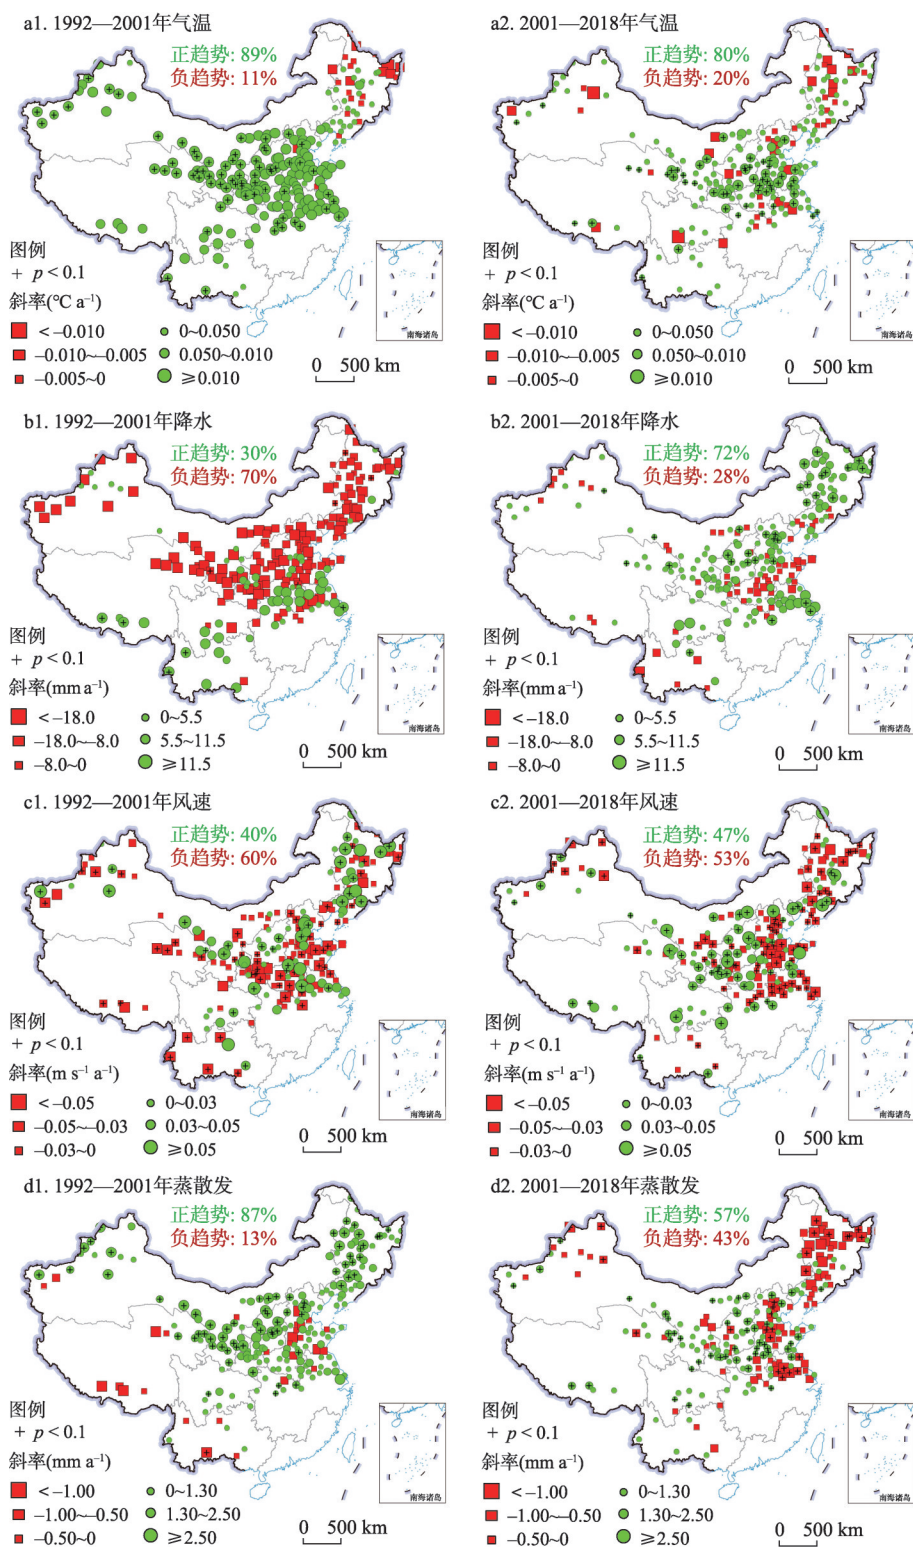 a1. 1992—2001年气温
正趋势: 89%
负趋势: 11%
图例
+ p < 0.1
斜率(℃ a⁻¹)
< –0.010
–0.010~–0.005
–0.005~0
0~0.050
0.050~0.010
≥0.010
0 500 km
南海诸岛
a2. 2001—2018年气温
正趋势: 80%
负趋势: 20%
图例
+ p < 0.1
斜率(℃ a⁻¹)
< –0.010
–0.010~–0.005
–0.005~0
0~0.050
0.050~0.010
≥0.010
0 500 km
南海诸岛
b1. 1992—2001年降水
正趋势: 30%
负趋势: 70%
图例
+ p < 0.1
斜率(mm a⁻¹)
< –18.0
–18.0~–8.0
–8.0~0
0~5.5
5.5~11.5
≥11.5
0 500 km
南海诸岛
b2. 2001—2018年降水
正趋势: 72%
负趋势: 28%
图例
+ p < 0.1
斜率(mm a⁻¹)
< –18.0
–18.0~–8.0
–8.0~0
0~5.5
5.5~11.5
≥11.5
0 500 km
南海诸岛
c1. 1992—2001年风速
正趋势: 40%
负趋势: 60%
图例
+ p < 0.1
斜率(m s⁻¹ a⁻¹)
< –0.05
–0.05~–0.03
–0.03~0
0~0.03
0.03~0.05
≥0.05
0 500 km
南海诸岛
c2. 2001—2018年风速
正趋势: 47%
负趋势: 53%
图例
+ p < 0.1
斜率(m s⁻¹ a⁻¹)
< –0.05
–0.05~–0.03
–0.03~0
0~0.03
0.03~0.05
≥0.05
0 500 km
南海诸岛
d1. 1992—2001年蒸散发
正趋势: 87%
负趋势: 13%
图例
+ p < 0.1
斜率(mm a⁻¹)
< –1.00
–1.00~–0.50
–0.50~0
0~1.30
1.30~2.50
≥2.50
0 500 km
南海诸岛
d2. 2001—2018年蒸散发
正趋势: 57%
负趋势: 43%
图例
+ p < 0.1
斜率(mm a⁻¹)
< –1.00
–1.00~–0.50
–0.50~0
0~1.30
1.30~2.50
≥2.50
0 500 km
南海诸岛